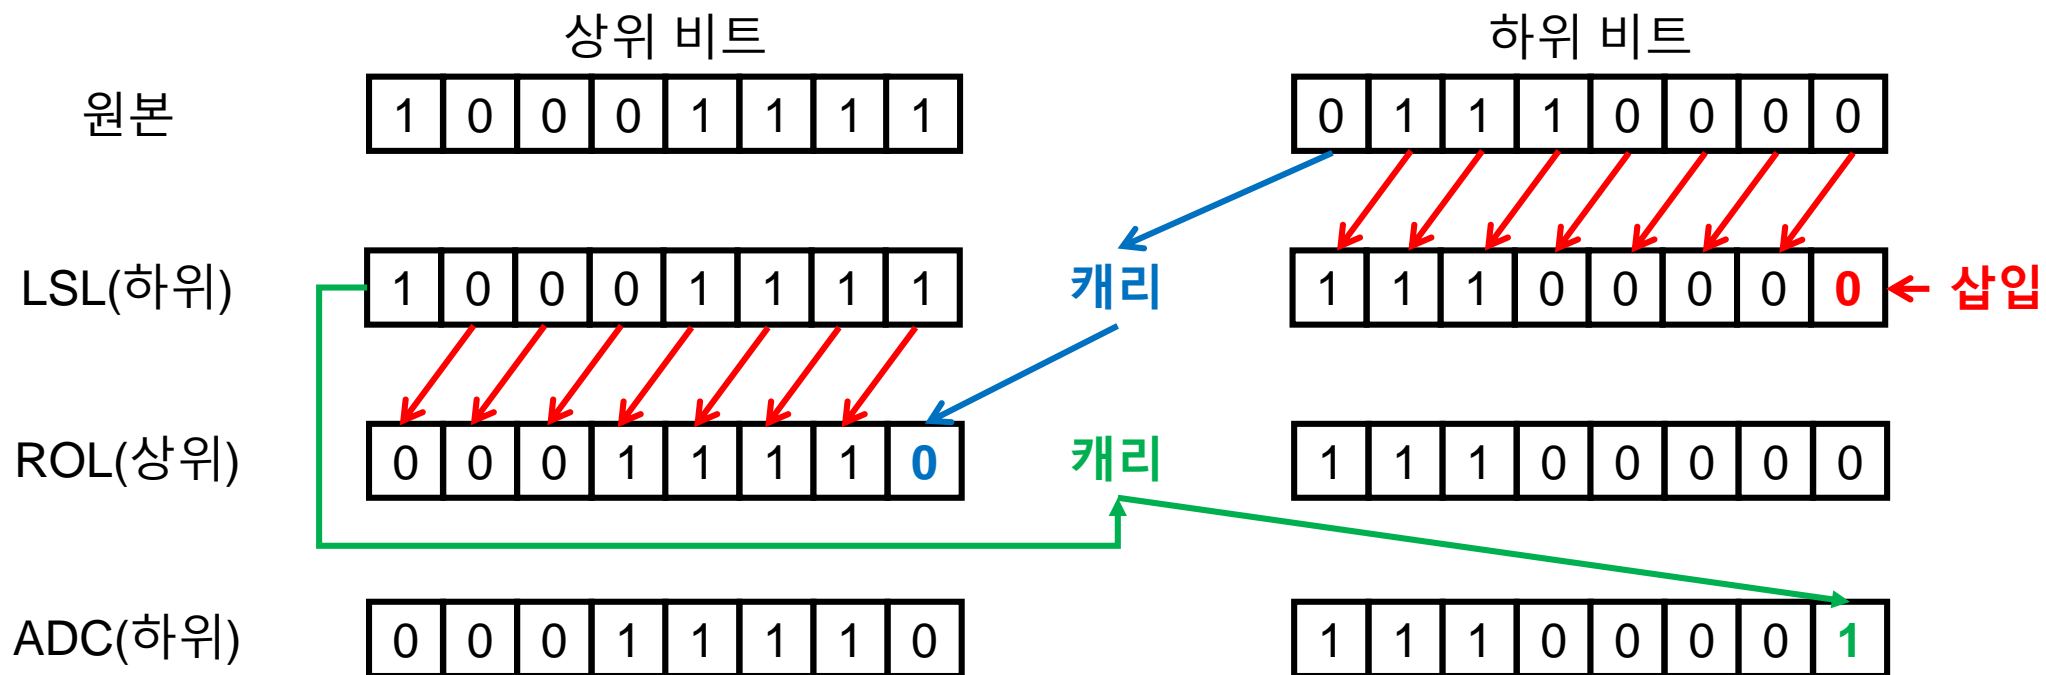 상위 비트 하위 비트
원본 1 0 0 0 1 1 1 1 0 1 1 1 0 0 0 0
LSL(하위) 1 0 0 0 1 1 1 1 캐리 1 1 1 0 0 0 0 0 삽입
ROL(상위) 0 0 0 1 1 1 1 0 캐리 1 1 1 0 0 0 0 0
ADC(하위) 0 0 0 1 1 1 1 0 1 1 1 0 0 0 0 1